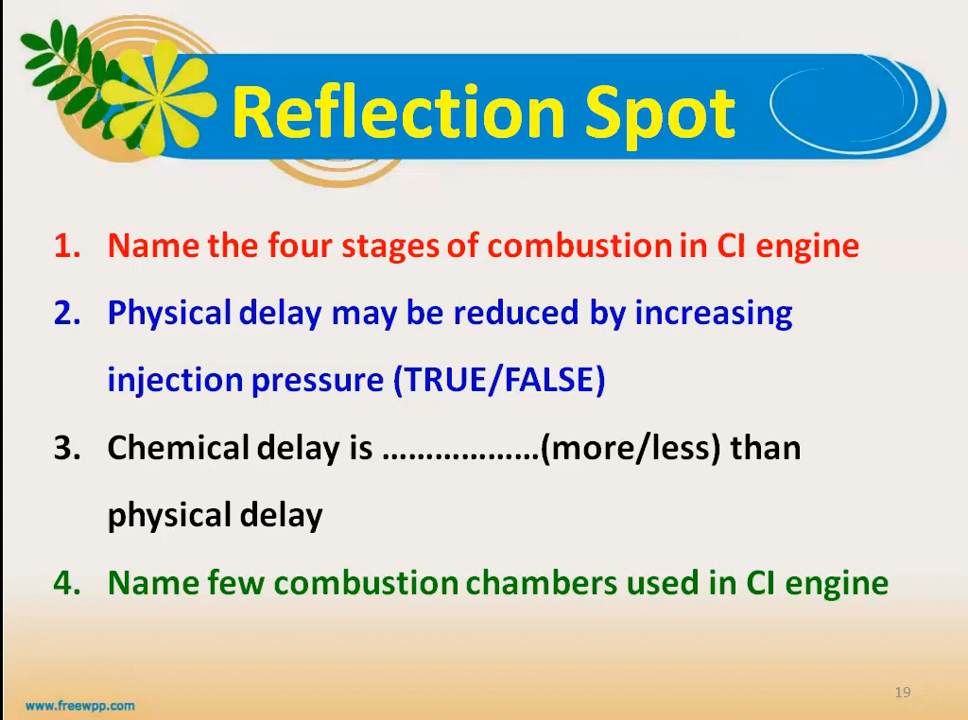 Reflection Spot
1. Name the four stages of combustion in CI engine
2. Physical delay may be reduced by increasing
injection pressure (TRUE/FALSE)
3. Chemical delay is ………………(more/less) than
physical delay
4. Name few combustion chambers used in CI engine
19
www.freewpp.com